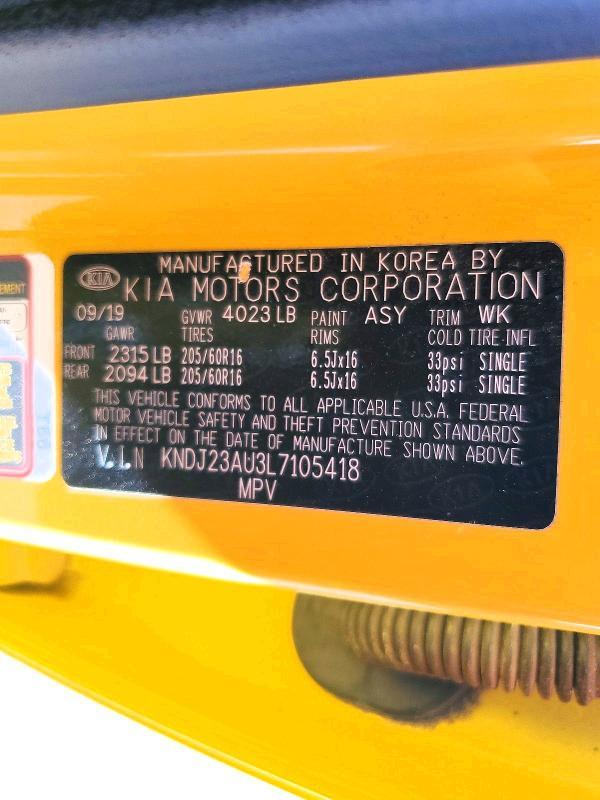 KIA MANUFACTURED IN KOREA BY
KIA MOTORS CORPORATION
09/19 GVWR 4023 LB PAINT ASY TRIM WK
GAWR TIRES RIMS COLD TIRE INFL
FRONT 2315 LB 205/60R16 6.5Jx16 33psi SINGLE
REAR 2094 LB 205/60R16 6.5Jx16 33psi SINGLE
THIS VEHICLE CONFORMS TO ALL APPLICABLE U.S.A. FEDERAL
MOTOR VEHICLE SAFETY AND THEFT PREVENTION STANDARDS
IN EFFECT ON THE DATE OF MANUFACTURE SHOWN ABOVE.
V.I.N KNDJ23AU3L7105418
MPV